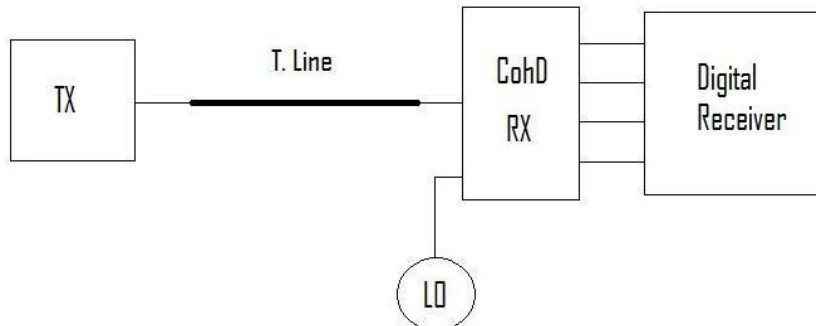 TX
T. Line
CohD
RX
Digital
Receiver
LO